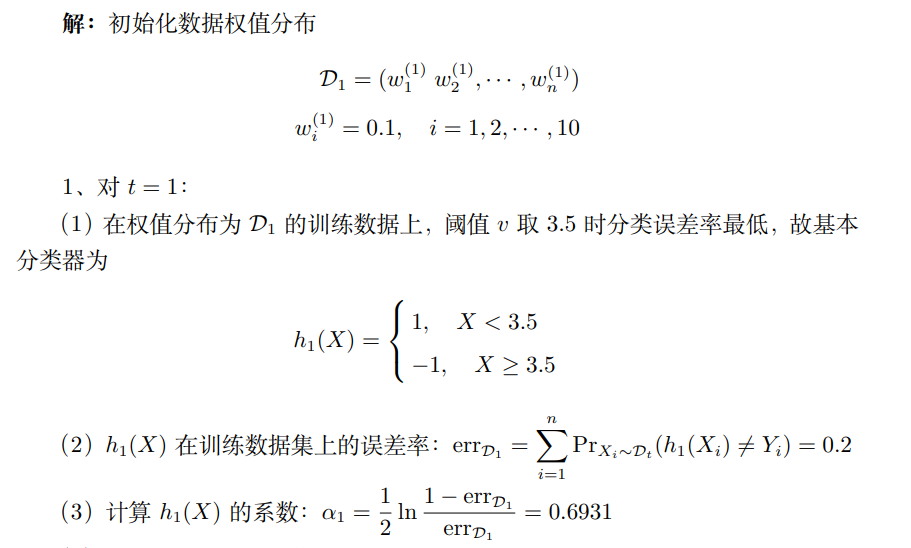 解：初始化数据权值分布
𝒟₁ = (w₁⁽¹⁾ w₂⁽¹⁾, ⋯ , wₙ⁽¹⁾)
wᵢ⁽¹⁾ = 0.1, i = 1, 2, ⋯ , 10
1、对 t = 1：
（1）在权值分布为 𝒟₁ 的训练数据上，阈值 v 取 3.5 时分类误差率最低，故基本
分类器为
h₁(X) = { 1, X < 3.5
−1, X ≥ 3.5
（2）h₁(X) 在训练数据集上的误差率：err_{𝒟₁} = ∑_{i=1}^{n} Pr_{Xᵢ∼𝒟ₜ}(h₁(Xᵢ) ≠ Yᵢ) = 0.2
（3）计算 h₁(X) 的系数：α₁ = \frac{1}{2} ln \frac{1 − err_{𝒟₁}}{err_{𝒟₁}} = 0.6931